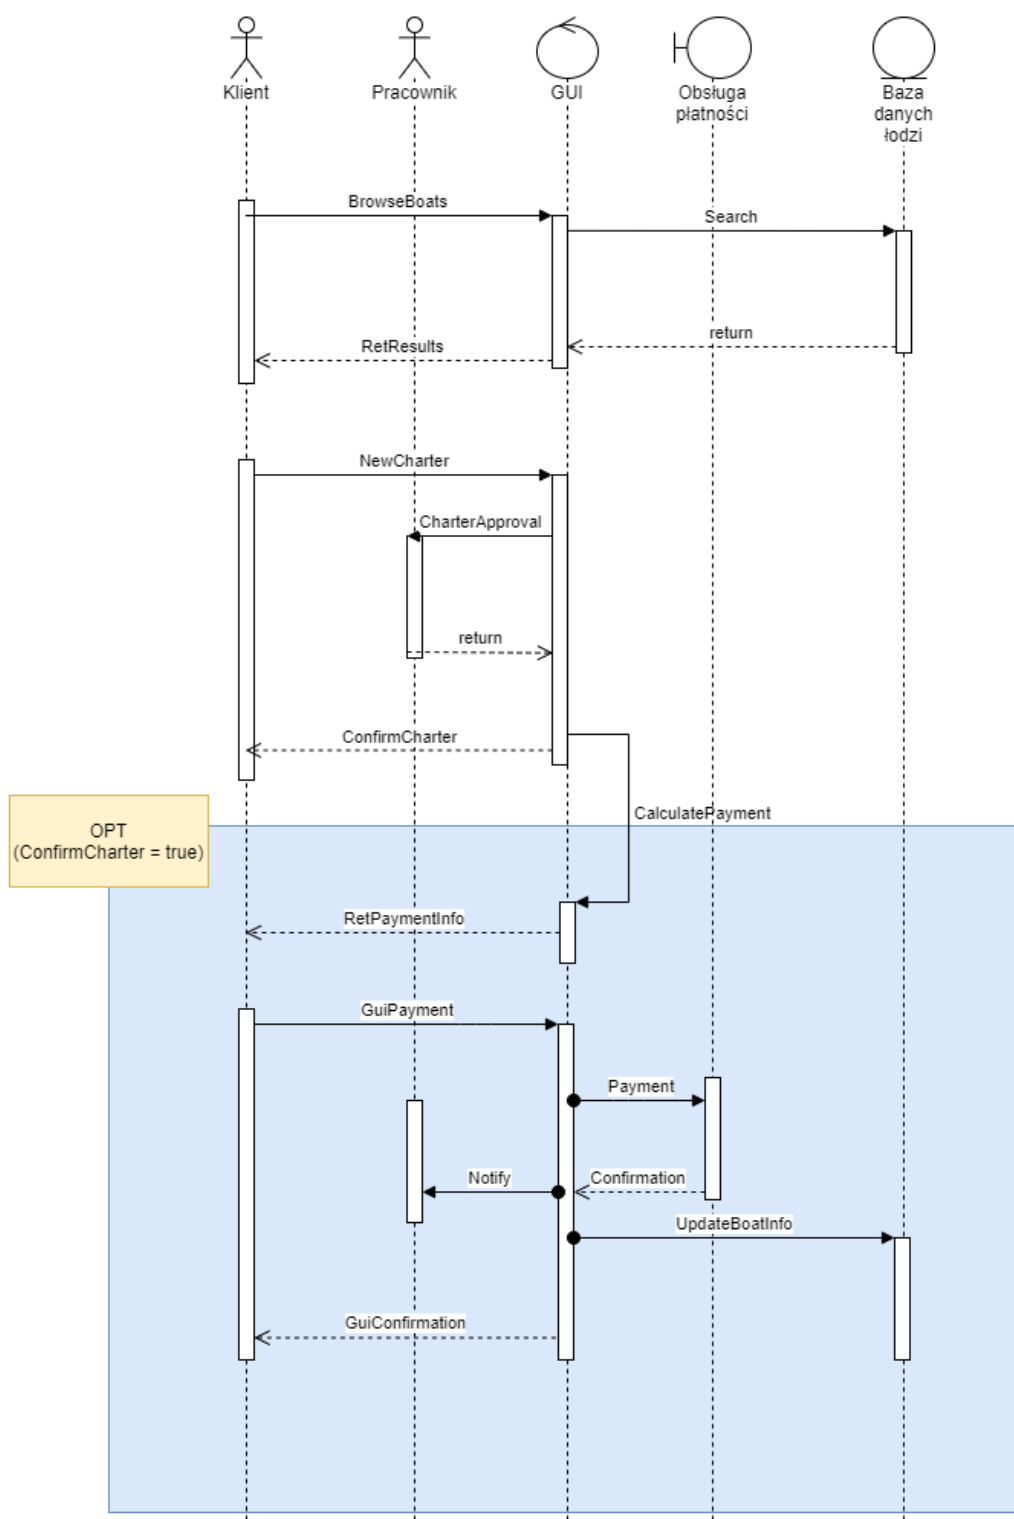 Klient
Pracownik
GUI
Obsługa
płatności
Baza
danych
łodzi
BrowseBoats
Search
return
RetResults
NewCharter
CharterApproval
return
ConfirmCharter
CalculatePayment
OPT
(ConfirmCharter = true)
RetPaymentInfo
GuiPayment
Payment
Notify
Confirmation
UpdateBoatInfo
GuiConfirmation